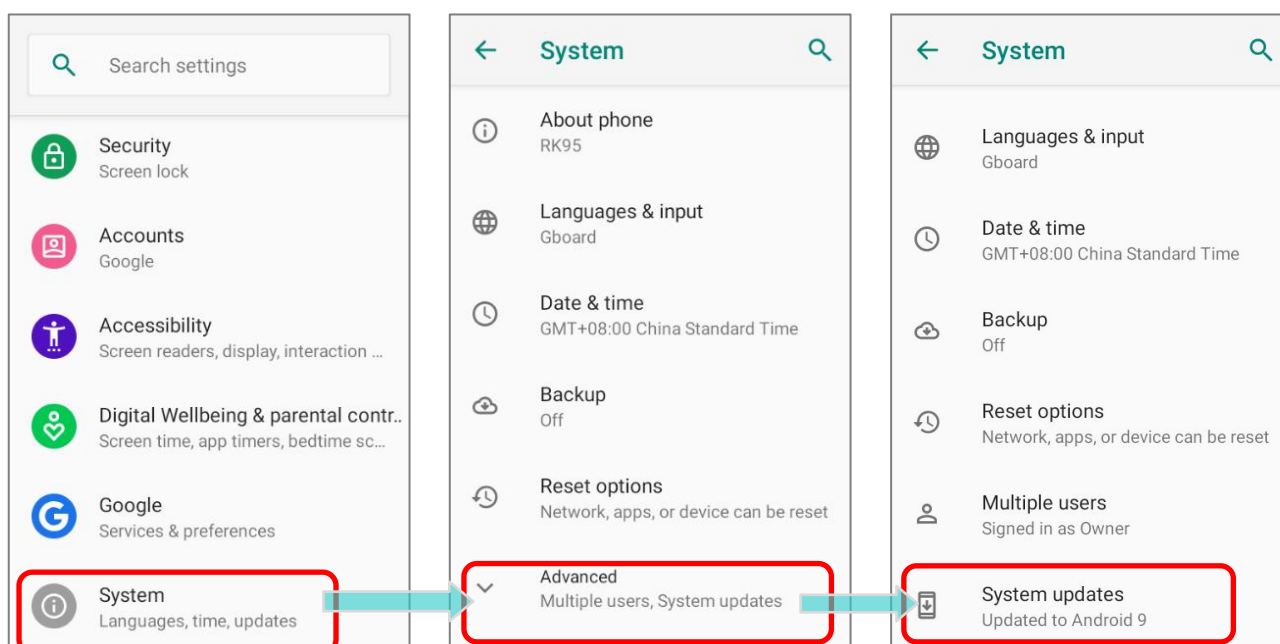 Search settings
Security
Screen lock
Accounts
Google
Accessibility
Screen readers, display, interaction ...
Digital Wellbeing & parental contr..
Screen time, app timers, bedtime sc...
Google
Services & preferences
System
Languages, time, updates
System
About phone
RK95
Languages & input
Gboard
Date & time
GMT+08:00 China Standard Time
Backup
Off
Reset options
Network, apps, or device can be reset
Advanced
Multiple users, System updates
System
Languages & input
Gboard
Date & time
GMT+08:00 China Standard Time
Backup
Off
Reset options
Network, apps, or device can be reset
Multiple users
Signed in as Owner
System updates
Updated to Android 9